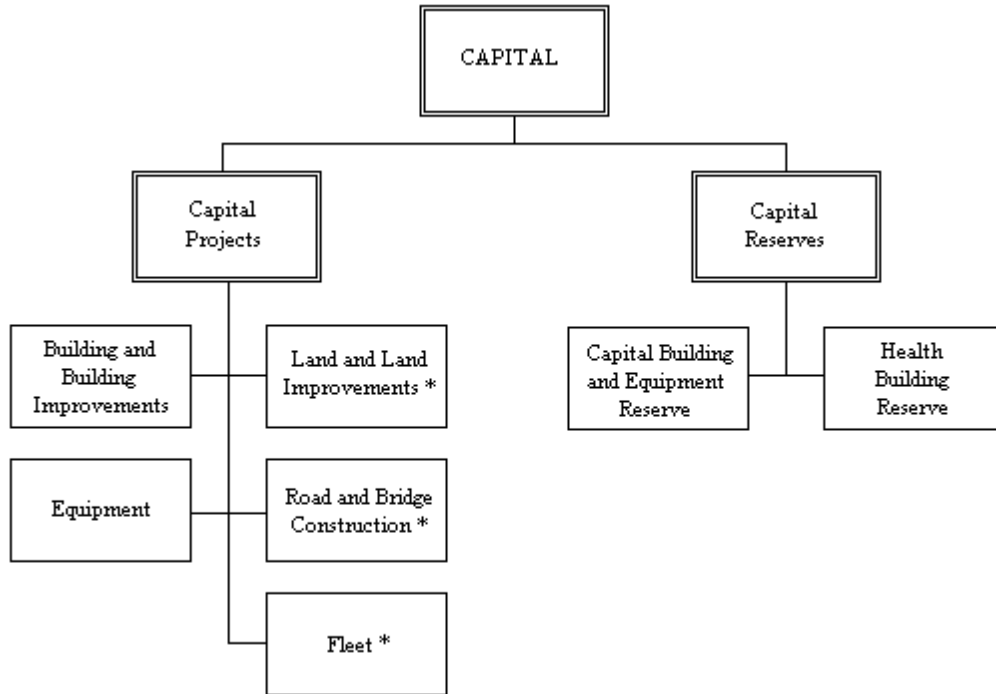 CAPITAL
Capital
Projects
Capital
Reserves
Building and
Building
Improvements
Land and Land
Improvements *
Capital Building
and Equipment
Reserve
Health
Building
Reserve
Equipment
Road and Bridge
Construction *
Fleet *